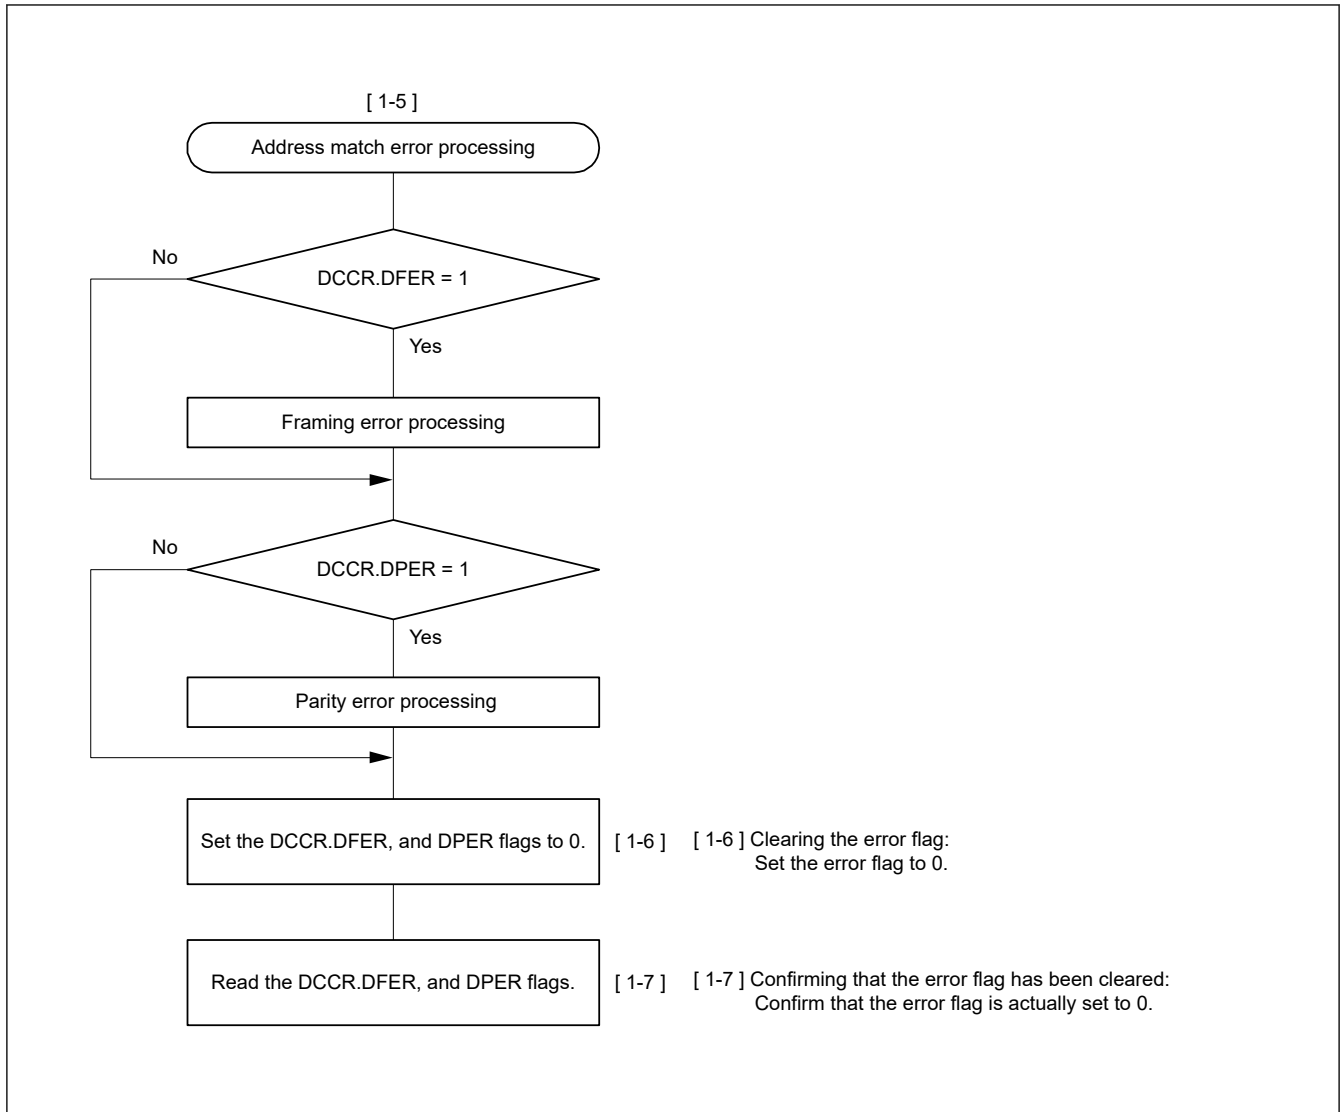 [ 1-5 ]
Address match error processing
No
DCCR.DFER = 1
Yes
Framing error processing
No
DCCR.DPER = 1
Yes
Parity error processing
Set the DCCR.DFER, and DPER flags to 0.
[ 1-6 ]
[ 1-6 ] Clearing the error flag:
Set the error flag to 0.
Read the DCCR.DFER, and DPER flags.
[ 1-7 ]
[ 1-7 ] Confirming that the error flag has been cleared:
Confirm that the error flag is actually set to 0.